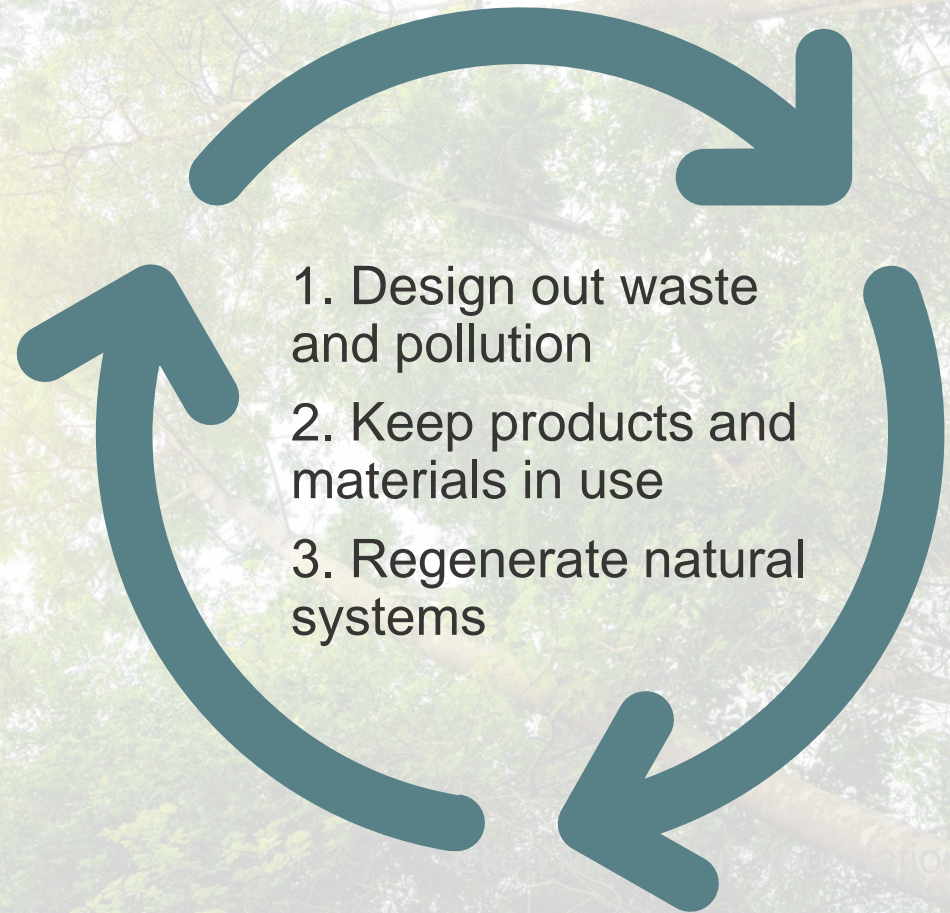 1. Design out waste
and pollution
2. Keep products and
materials in use
3. Regenerate natural
systems